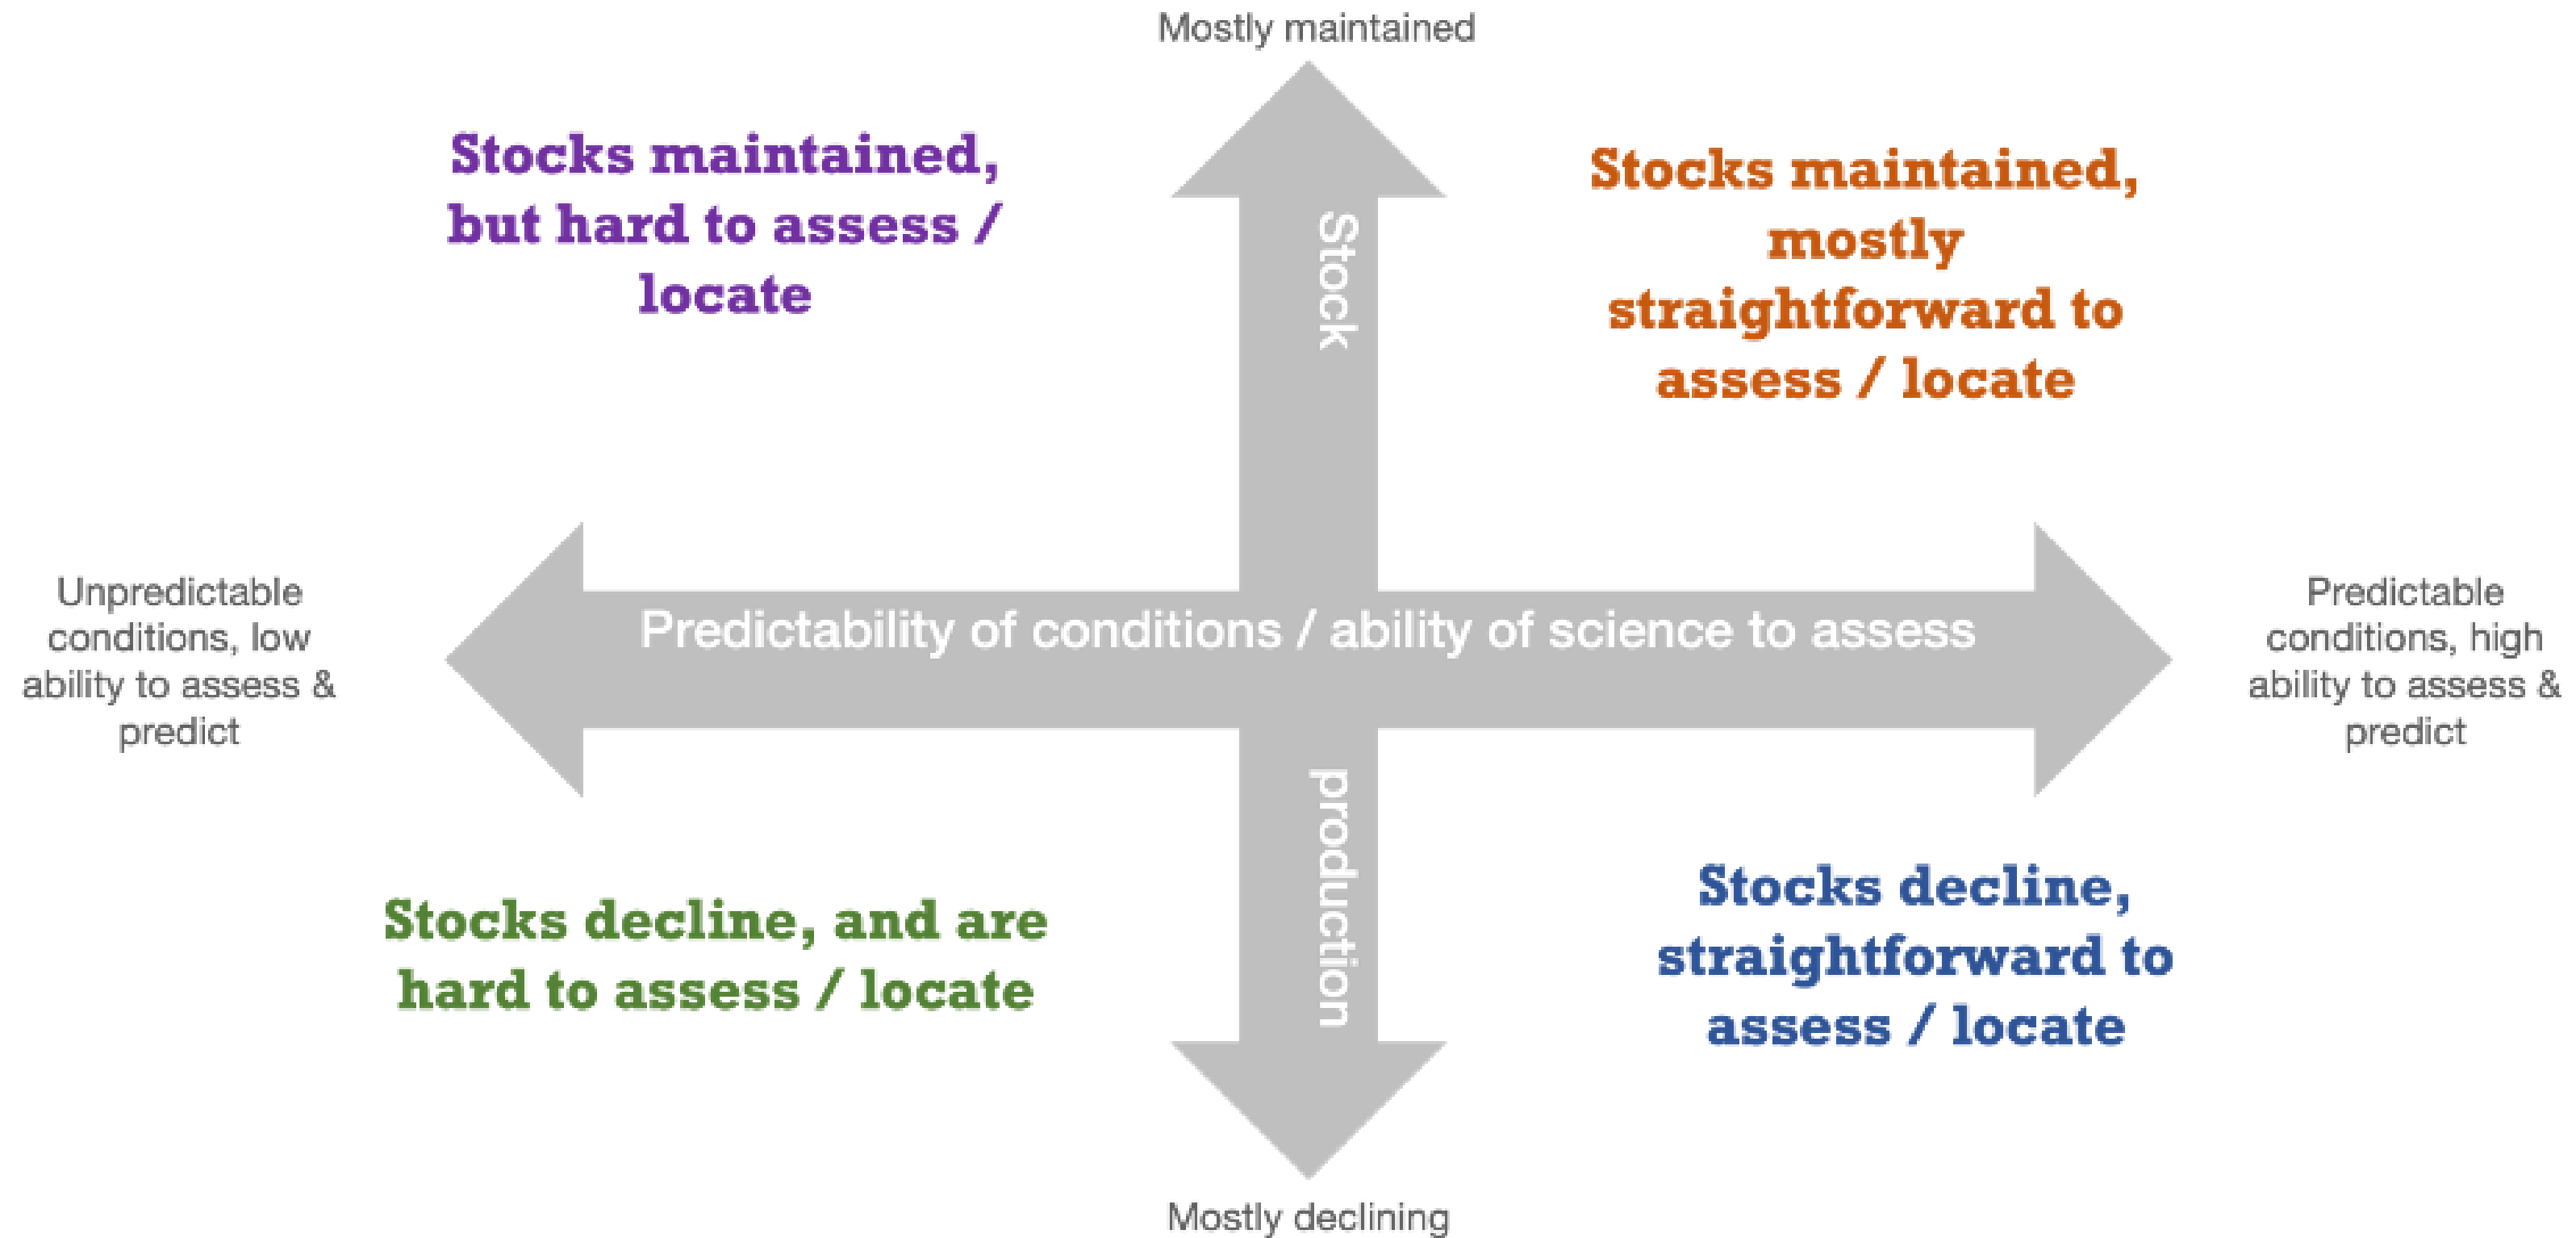 Mostly maintained
Stocks maintained,
but hard to assess /
locate
Stocks maintained,
mostly
straightforward to
assess / locate
Stock
Unpredictable
conditions, low
ability to assess &
predict
Predictability of conditions / ability of science to assess
Predictable
conditions, high
ability to assess &
predict
production
Stocks decline, and are
hard to assess / locate
Stocks decline,
straightforward to
assess / locate
Mostly declining